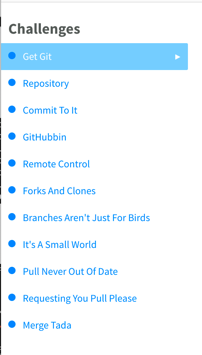 Challenges
Get Git
Repository
Commit To It
GitHubbin
Remote Control
Forks And Clones
Branches Aren't Just For Birds
It's A Small World
Pull Never Out Of Date
Requesting You Pull Please
Merge Tada